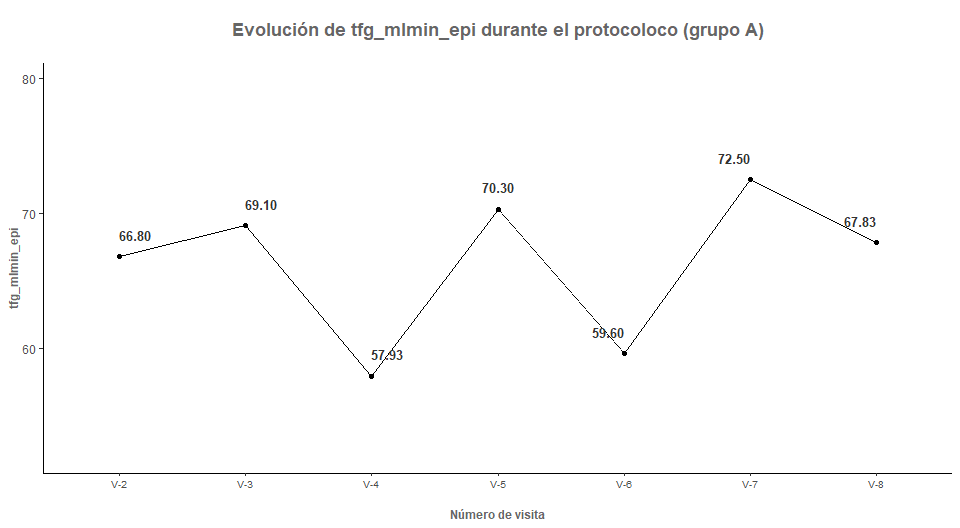 Evolución de tfg_mlmin_epi durante el protocoloco (grupo A)
80
70
60
tfg_mlmin_epi
66.80
69.10
57.93
70.30
59.60
72.50
67.83
V-2 V-3 V-4 V-5 V-6 V-7 V-8
Número de visita